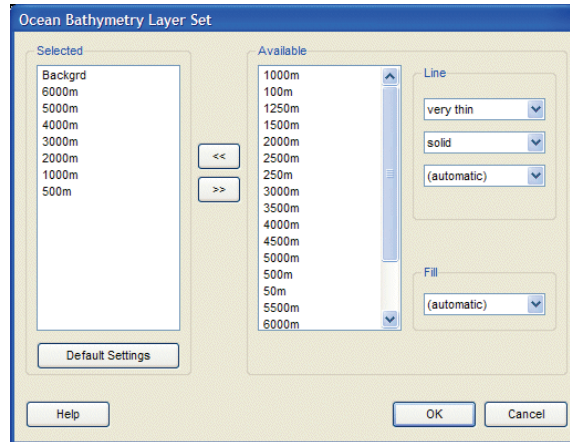 Ocean Bathymetry Layer Set
Selected
Backgrd
6000m
5000m
4000m
3000m
2000m
1000m
500m
Default Settings
<<
>>
Available
1000m
100m
1250m
1500m
2000m
2500m
250m
3000m
3500m
4000m
4500m
5000m
500m
50m
5500m
6000m
Line
very thin
solid
(automatic)
Fill
(automatic)
Help
OK
Cancel